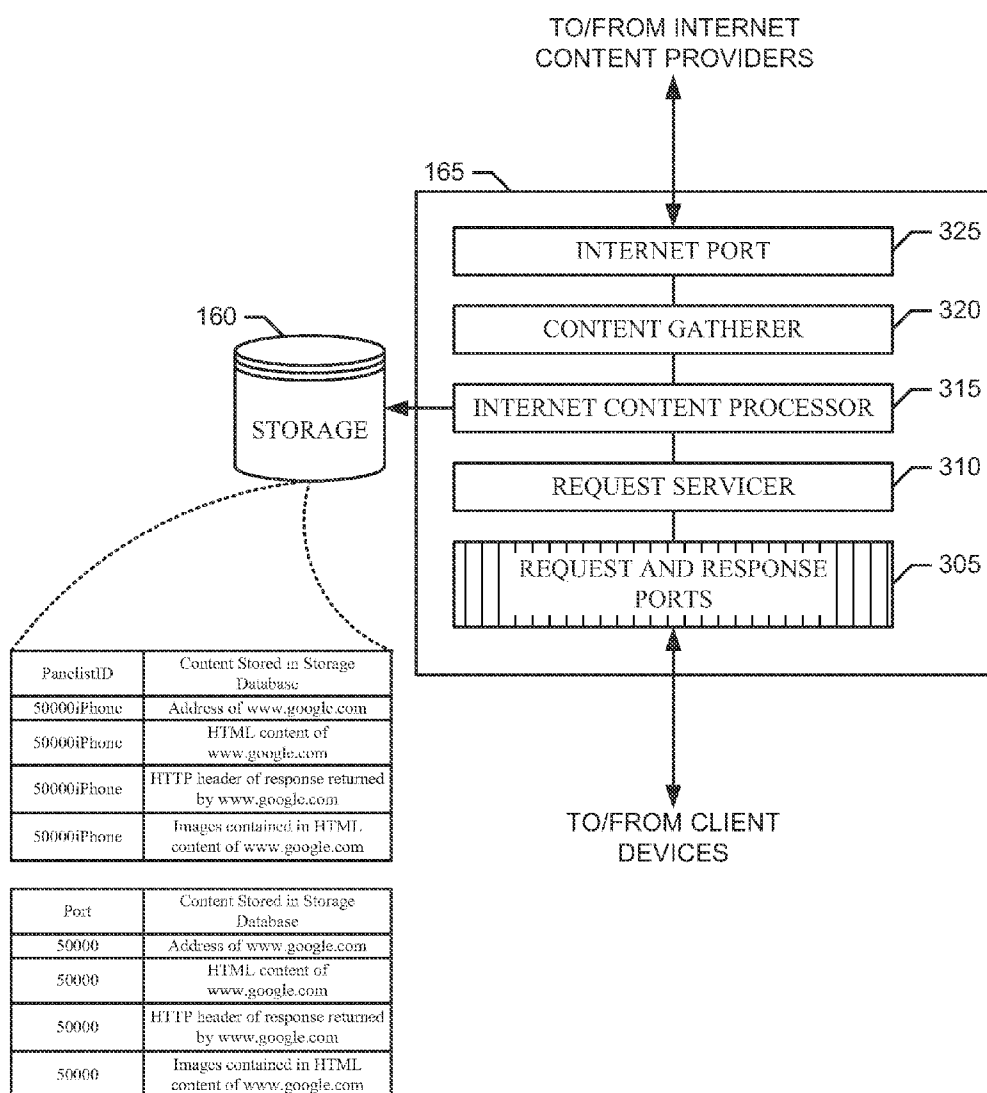 TO/FROM INTERNET
CONTENT PROVIDERS
165
INTERNET PORT
325
CONTENT GATHERER
320
160
STORAGE
INTERNET CONTENT PROCESSOR
315
REQUEST SERVICER
310
REQUEST AND RESPONSE
PORTS
305
TO/FROM CLIENT
DEVICES
PanelistID
Content Stored in Storage
Database
50000iPhone
Address of www.google.com
50000iPhone
HTML content of
www.google.com
50000iPhone
HTTP header of response returned
by www.google.com
50000iPhone
Images contained in HTML
content of www.google.com
Port
Content Stored in Storage
Database
50000
Address of www.google.com
50000
HTML content of
www.google.com
50000
HTTP header of response returned
by www.google.com
50000
Images contained in HTML
content of www.google.com